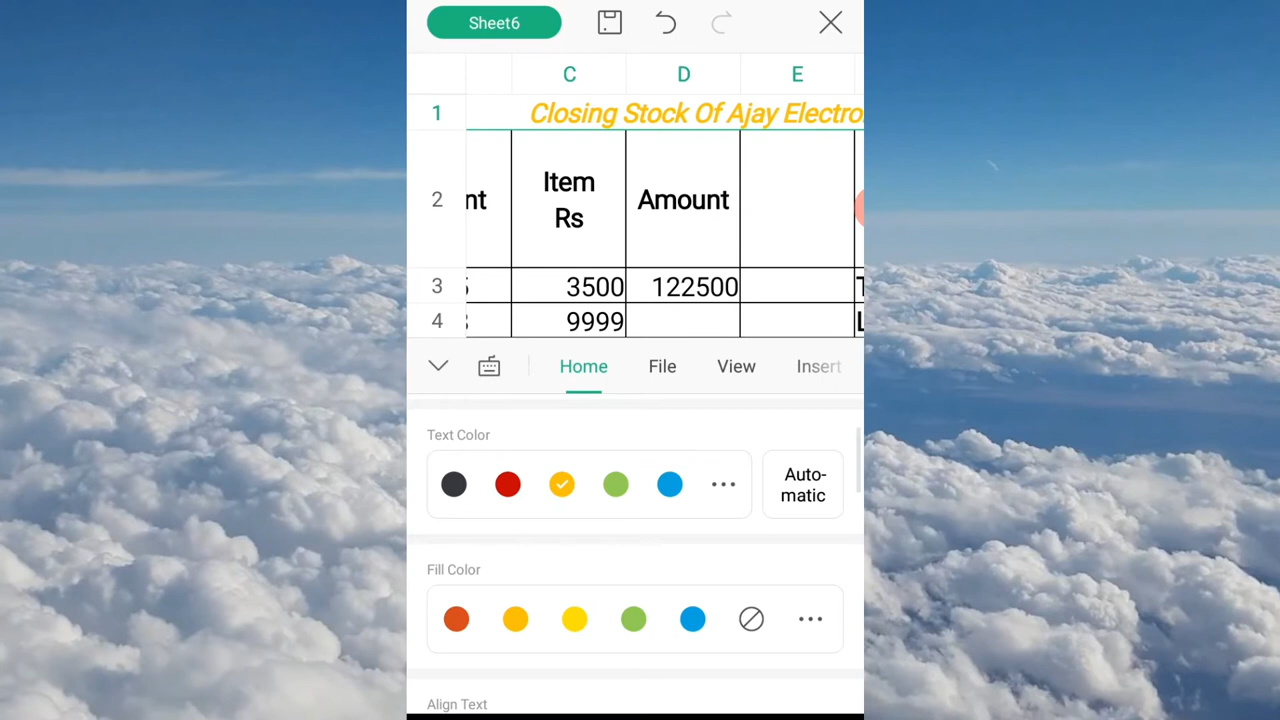 Sheet6
C D E
1 Closing Stock Of Ajay Electro
2 nt Item Rs Amount
3 3500 122500
4 9999
Home File View Insert
Text Color
Auto-
matic
Fill Color
Align Text